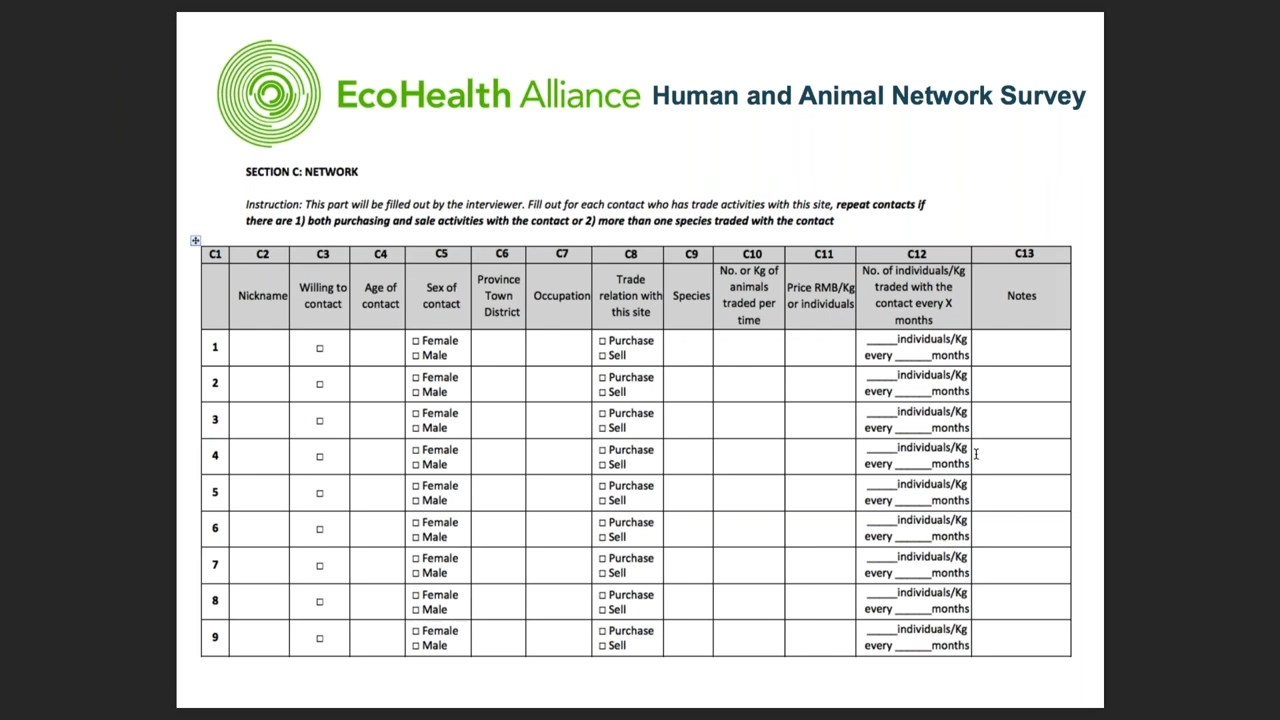 EcoHealth Alliance Human and Animal Network Survey
SECTION C: NETWORK
Instruction: This part will be filled out by the interviewer. Fill out for each contact who has trade activities with this site, repeat contacts if
there are 1) both purchasing and sale activities with the contact or 2) more than one species traded with the contact
C1 C2 C3 C4 C5 C6 C7 C8 C9 C10 C11 C12 C13
Nickname Willing to contact Age of contact Sex of contact Province Town District Occupation Trade relation with this site Species No. or Kg of animals traded per time Price RMB/Kg or individuals No. of individuals/Kg traded with the contact every X months Notes
1 □ □ Female □ Purchase _____individuals/Kg
□ Male □ Sell every ______months
2 □ □ Female □ Purchase _____individuals/Kg
□ Male □ Sell every ______months
3 □ □ Female □ Purchase _____individuals/Kg
□ Male □ Sell every ______months
4 □ □ Female □ Purchase _____individuals/Kg
□ Male □ Sell every ______months
5 □ □ Female □ Purchase _____individuals/Kg
□ Male □ Sell every ______months
6 □ □ Female □ Purchase _____individuals/Kg
□ Male □ Sell every ______months
7 □ □ Female □ Purchase _____individuals/Kg
□ Male □ Sell every ______months
8 □ □ Female □ Purchase _____individuals/Kg
□ Male □ Sell every ______months
9 □ □ Female □ Purchase _____individuals/Kg
□ Male □ Sell every ______months